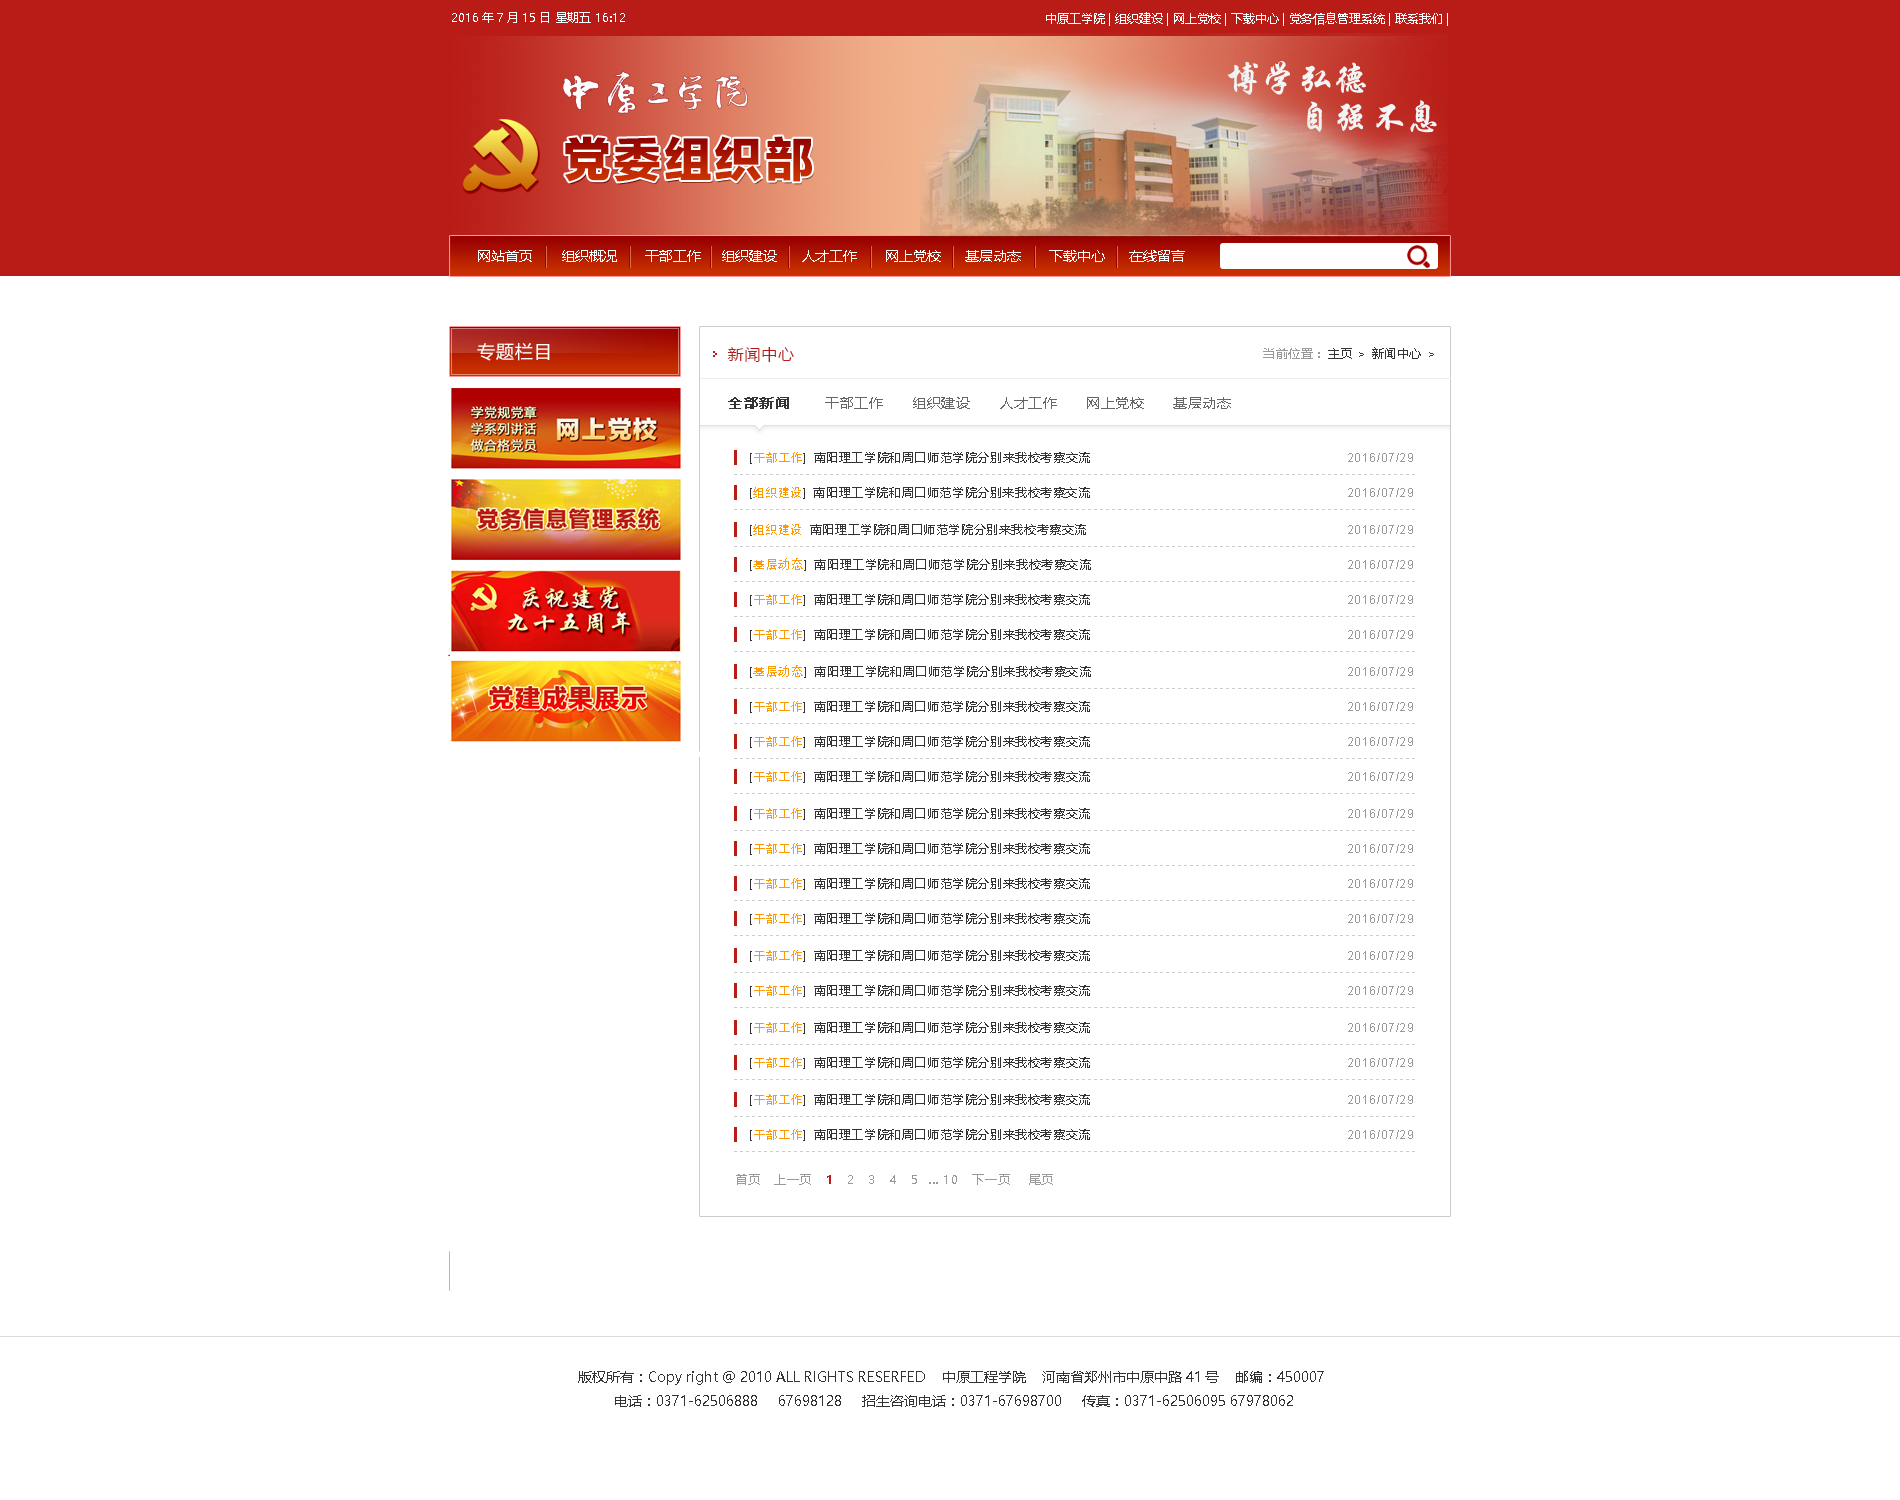 2016 年 7 月 15 日 星期五 16:12
中原工学院 | 组织建设 | 网上党校 | 下载中心 | 党务信息管理系统 | 联系我们 |
中原工学院
党委组织部
博学弘德
自强不息
网站首页 组织概况 干部工作 组织建设 人才工作 网上党校 基层动态 下载中心 在线留言
专题栏目
学党规党章
学系列讲话
做合格党员
网上党校
党务信息管理系统
庆祝建党
九十五周年
党建成果展示
新闻中心 当前位置：主页 > 新闻中心 >
全部新闻 干部工作 组织建设 人才工作 网上党校 基层动态
[干部工作] 南阳理工学院和周口师范学院分别来我校考察交流 2016/07/29
[组织建设] 南阳理工学院和周口师范学院分别来我校考察交流 2016/07/29
[组织建设 南阳理工学院和周口师范学院分别来我校考察交流 2016/07/29
[基层动态] 南阳理工学院和周口师范学院分别来我校考察交流 2016/07/29
[干部工作] 南阳理工学院和周口师范学院分别来我校考察交流 2016/07/29
[干部工作] 南阳理工学院和周口师范学院分别来我校考察交流 2016/07/29
[基层动态] 南阳理工学院和周口师范学院分别来我校考察交流 2016/07/29
[干部工作] 南阳理工学院和周口师范学院分别来我校考察交流 2016/07/29
[干部工作] 南阳理工学院和周口师范学院分别来我校考察交流 2016/07/29
[干部工作] 南阳理工学院和周口师范学院分别来我校考察交流 2016/07/29
[干部工作] 南阳理工学院和周口师范学院分别来我校考察交流 2016/07/29
[干部工作] 南阳理工学院和周口师范学院分别来我校考察交流 2016/07/29
[干部工作] 南阳理工学院和周口师范学院分别来我校考察交流 2016/07/29
[干部工作] 南阳理工学院和周口师范学院分别来我校考察交流 2016/07/29
[干部工作] 南阳理工学院和周口师范学院分别来我校考察交流 2016/07/29
[干部工作] 南阳理工学院和周口师范学院分别来我校考察交流 2016/07/29
[干部工作] 南阳理工学院和周口师范学院分别来我校考察交流 2016/07/29
[干部工作] 南阳理工学院和周口师范学院分别来我校考察交流 2016/07/29
[干部工作] 南阳理工学院和周口师范学院分别来我校考察交流 2016/07/29
[干部工作] 南阳理工学院和周口师范学院分别来我校考察交流 2016/07/29
首页 上一页 1 2 3 4 5 ... 10 下一页 尾页
版权所有：Copy right @ 2010 ALL RIGHTS RESERFED 中原工程学院 河南省郑州市中原中路 41 号 邮编：450007
电话：0371-62506888 67698128 招生咨询电话：0371-67698700 传真：0371-62506095 67978062